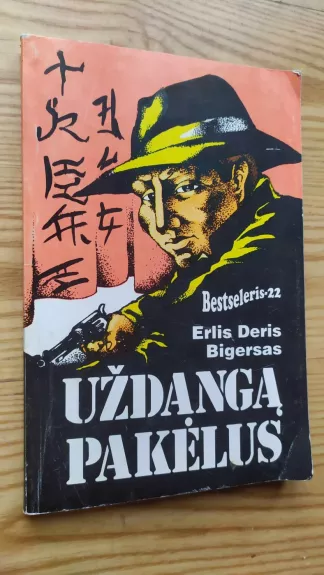 Bestseleris-22
Erlis Deris
Bigersas
UŽDANGĄ
PAKĖLUS